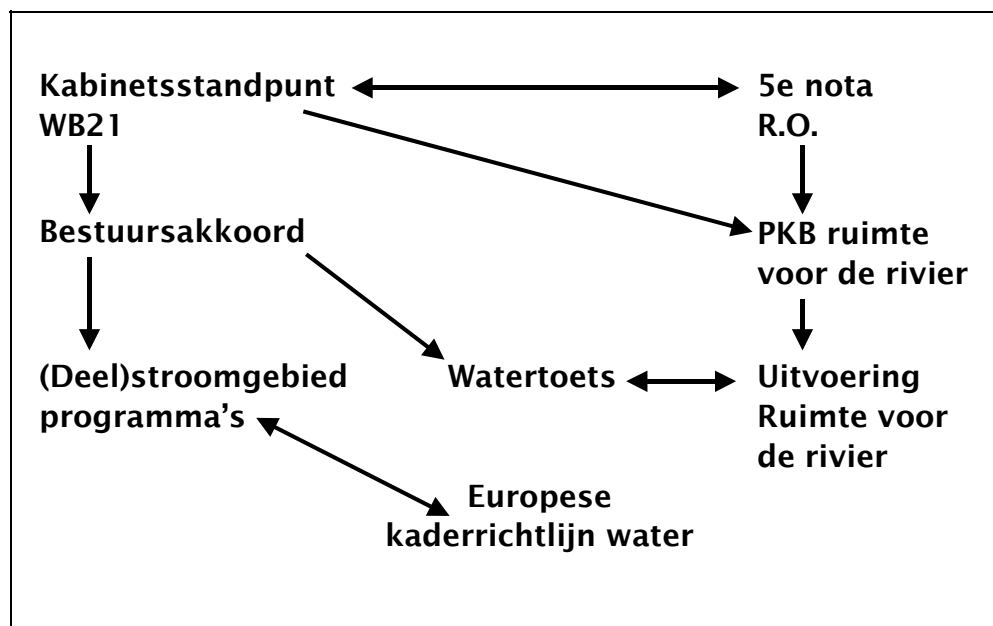 Kabinetsstandpunt
WB21
5e nota
R.O.
Bestuursakkoord
PKB ruimte
voor de rivier
(Deel)stroomgebied
programma's
Watertoets
Uitvoering
Ruimte voor
de rivier
Europese
kaderrichtlijn water